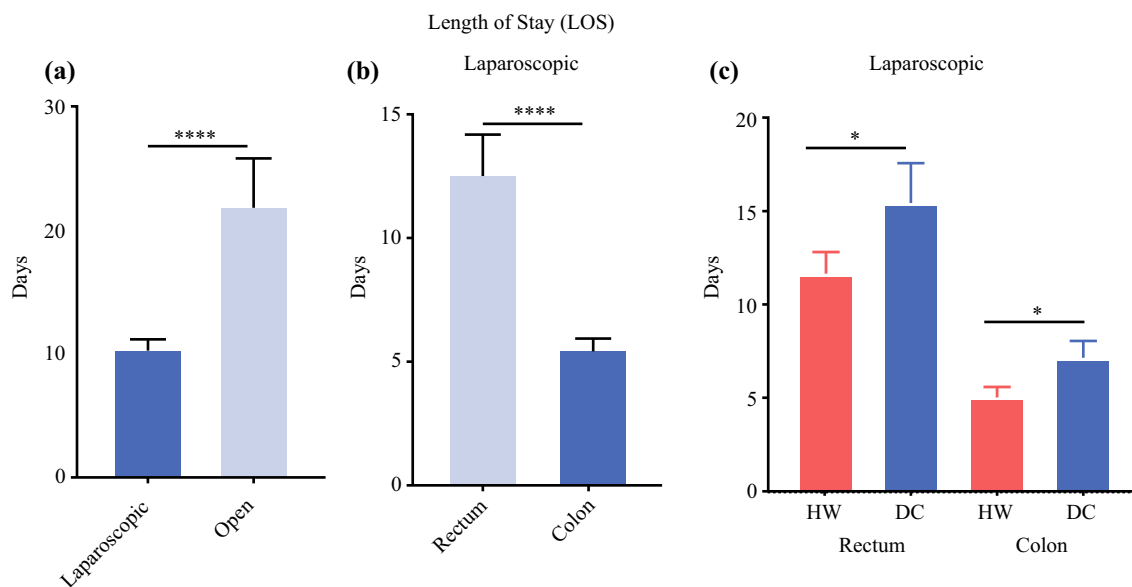 Length of Stay (LOS)
(a)
30
20
10
0
Days
****
Laparoscopic
Open
(b)
Laparoscopic
15
10
5
0
Days
****
Rectum
Colon
(c)
Laparoscopic
20
15
10
5
0
Days
*
*
HW DC HW DC
Rectum Colon